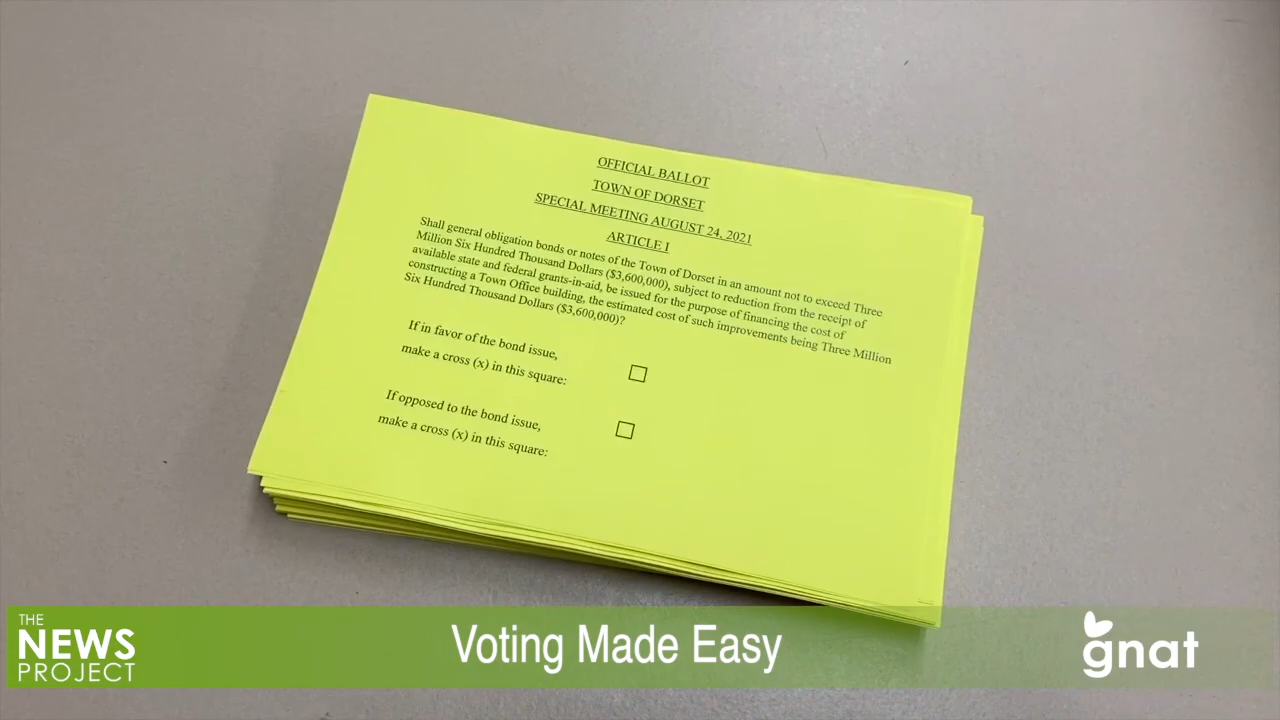 OFFICIAL BALLOT
TOWN OF DORSET
SPECIAL MEETING AUGUST 24, 2021
ARTICLE I
Shall general obligation bonds or notes of the Town of Dorset in an amount not to exceed Three
Million Six Hundred Thousand Dollars ($3,600,000), subject to reduction from the receipt of
available state and federal grants-in-aid, be issued for the purpose of financing the cost of
constructing a Town Office building, the estimated cost of such improvements being Three Million
Six Hundred Thousand Dollars ($3,600,000)?
If in favor of the bond issue,
make a cross (x) in this square:
If opposed to the bond issue,
make a cross (x) in this square:
THE
NEWS
PROJECT
Voting Made Easy
gnat